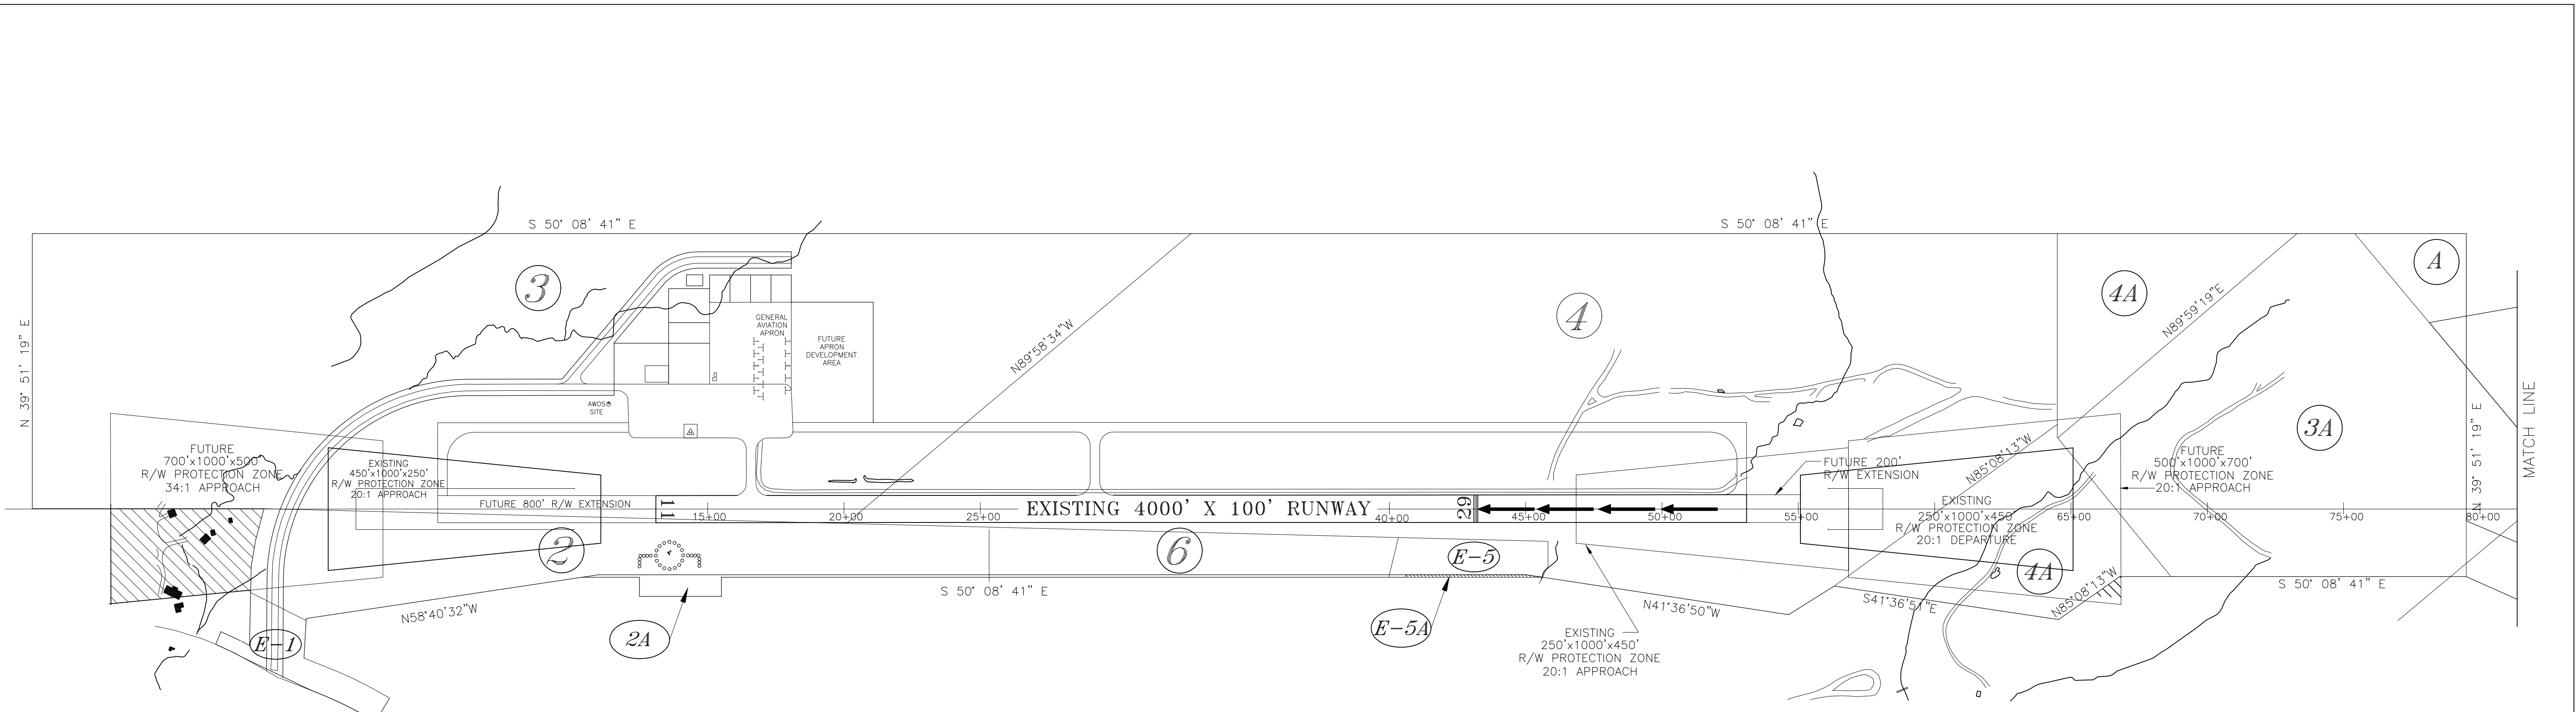 S 50° 08' 41" E
S 50° 08' 41" E
3
4
4A
A
N 39° 51' 19" E
N89°58'34"W
N89°59'19"E
GENERAL
AVIATION
APRON
FUTURE
APRON
DEVELOPMENT
AREA
AWOS
SITE
3A
N 39° 51' 19" E
MATCH LINE
FUTURE
700'x1000'x500'
R/W PROTECTION ZONE
34:1 APPROACH
EXISTING
450'x1000'x250'
R/W PROTECTION ZONE
20:1 APPROACH
FUTURE 800' R/W EXTENSION
FUTURE 200'
R/W EXTENSION
N85°08'13"W
FUTURE
500'x1000'x700'
R/W PROTECTION ZONE
20:1 APPROACH
11
EXISTING 4000' X 100' RUNWAY
29
15+00
20+00
25+00
40+00
45+00
50+00
55+00
65+00
70+00
75+00
80+00
EXISTING
250'x1000'x450'
R/W PROTECTION ZONE
20:1 DEPARTURE
2
6
E-5
4A
S 50° 08' 41" E
S 50° 08' 41" E
N58°40'32"W
N41°36'50"W
S41°36'51"E
N85°08'13"W
E-1
2A
E-5A
EXISTING
250'x1000'x450'
R/W PROTECTION ZONE
20:1 APPROACH